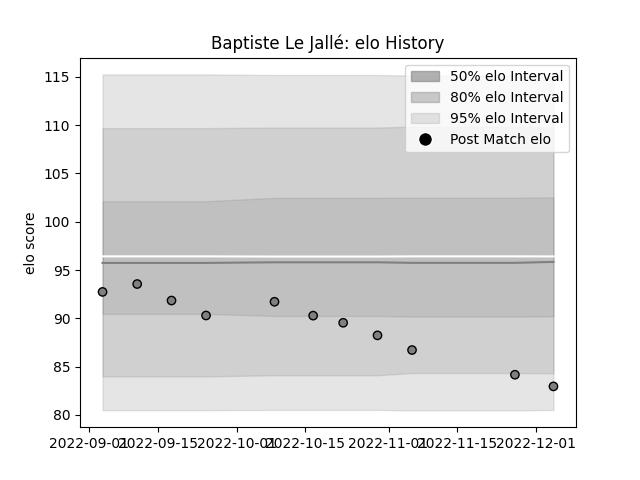 Baptiste Le Jallé: elo History
50% elo Interval
80% elo Interval
95% elo Interval
Post Match elo
elo score
115
110
105
100
95
90
85
80
2022-09-01 2022-09-15 2022-10-01 2022-10-15 2022-11-01 2022-11-15 2022-12-01